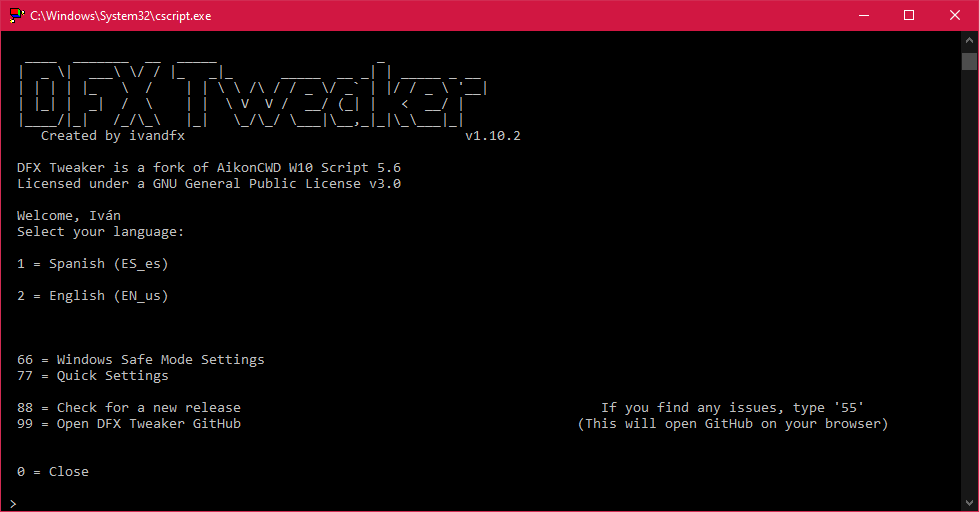 C:\Windows\System32\cscript.exe
DFX Tweaker
Created by ivandfx v1.10.2
DFX Tweaker is a fork of AikonCWD W10 Script 5.6
Licensed under a GNU General Public License v3.0
Welcome, Iván
Select your language:
1 = Spanish (ES_es)
2 = English (EN_us)
66 = Windows Safe Mode Settings
77 = Quick Settings
88 = Check for a new release If you find any issues, type '55'
99 = Open DFX Tweaker GitHub (This will open GitHub on your browser)
0 = Close
>